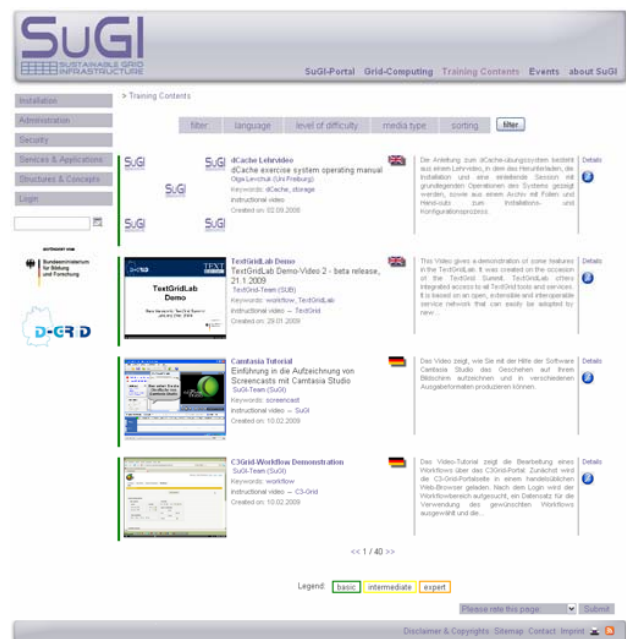 SuGI
SUSTAINABLE GRID
INFRASTRUCTURE
SuGI-Portal Grid-Computing Training Contents Events about SuGI
> Training Contents
Installation
Administration
Security
Services & Applications
Structures & Concepts
Login
filter: language level of difficulty media type sorting filter
SuGI SuGI
SuGI
SuGI SuGI
dCache Lehrvideo
dCache exercise system operating manual
Olga Levchuk (Uni Freiburg)
Keywords: dCache, storage
instructional video
Created on: 02.09.2008
Die Anleitung zum dCache-Übungssystem besteht
aus einem Lehrvideo, in dem das Herunterladen, die
Installation und eine einleitende Session mit
grundlegenden Operationen des Systems gezeigt
werden, sowie aus einem Archiv mit Folien und
Hand-outs zum Installations- und
Konfigurationsprozess.
Details
Bundesministerium
für Bildung
und Forschung
D-GRID
D-GRID TEXT
TextGridLab
Demo
TextGridLab Demo
TextGridLab Demo-Video 2 - beta release,
21.1.2009
TextGrid-Team (SUB)
Keywords: workflow, TextGridLab
instructional video – TextGrid
Created on: 29.01.2009
This Video gives a demonstration of some features
in the TextGridLab. It was created on the occasion
of the TextGrid Summit. TextGridLab offers
integrated access to all TextGrid tools and services.
It is based on an open, extensible and interoperable
service network that can easily be adopted by
new...
Details
Camtasia Tutorial
Einführung in die Aufzeichnung von
Screencasts mit Camtasia Studio
SuGI-Team (SuGI)
Keywords: screencast
instructional video – SuGI
Created on: 10.02.2009
Das Video zeigt, wie Sie mit der Hilfe der Software
Camtasia Studio das Geschehen auf Ihrem
Bildschirm aufzeichnen und in verschiedenen
Ausgabeformaten produzieren können.
Details
C3Grid-Workflow Demonstration
SuGI-Team (SuGI)
Keywords: workflow
instructional video – C3-Grid
Created on: 10.02.2009
Das Video-Tutorial zeigt die Bearbeitung eines
Workflows über das C3Grid-Portal. Zunächst wird
die C3-Grid-Portalseite in einem handelsüblichen
Web-Browser geladen. Nach dem Login wird der
Workflowbereich aufgesucht, ein Datensatz für die
Verwendung des gewünschten Workflows
ausgewählt und die...
Details
<< 1 / 40 >>
Legend: basic intermediate expert
Please rate this page: Submit
Disclaimer & Copyrights Sitemap Contact Imprint